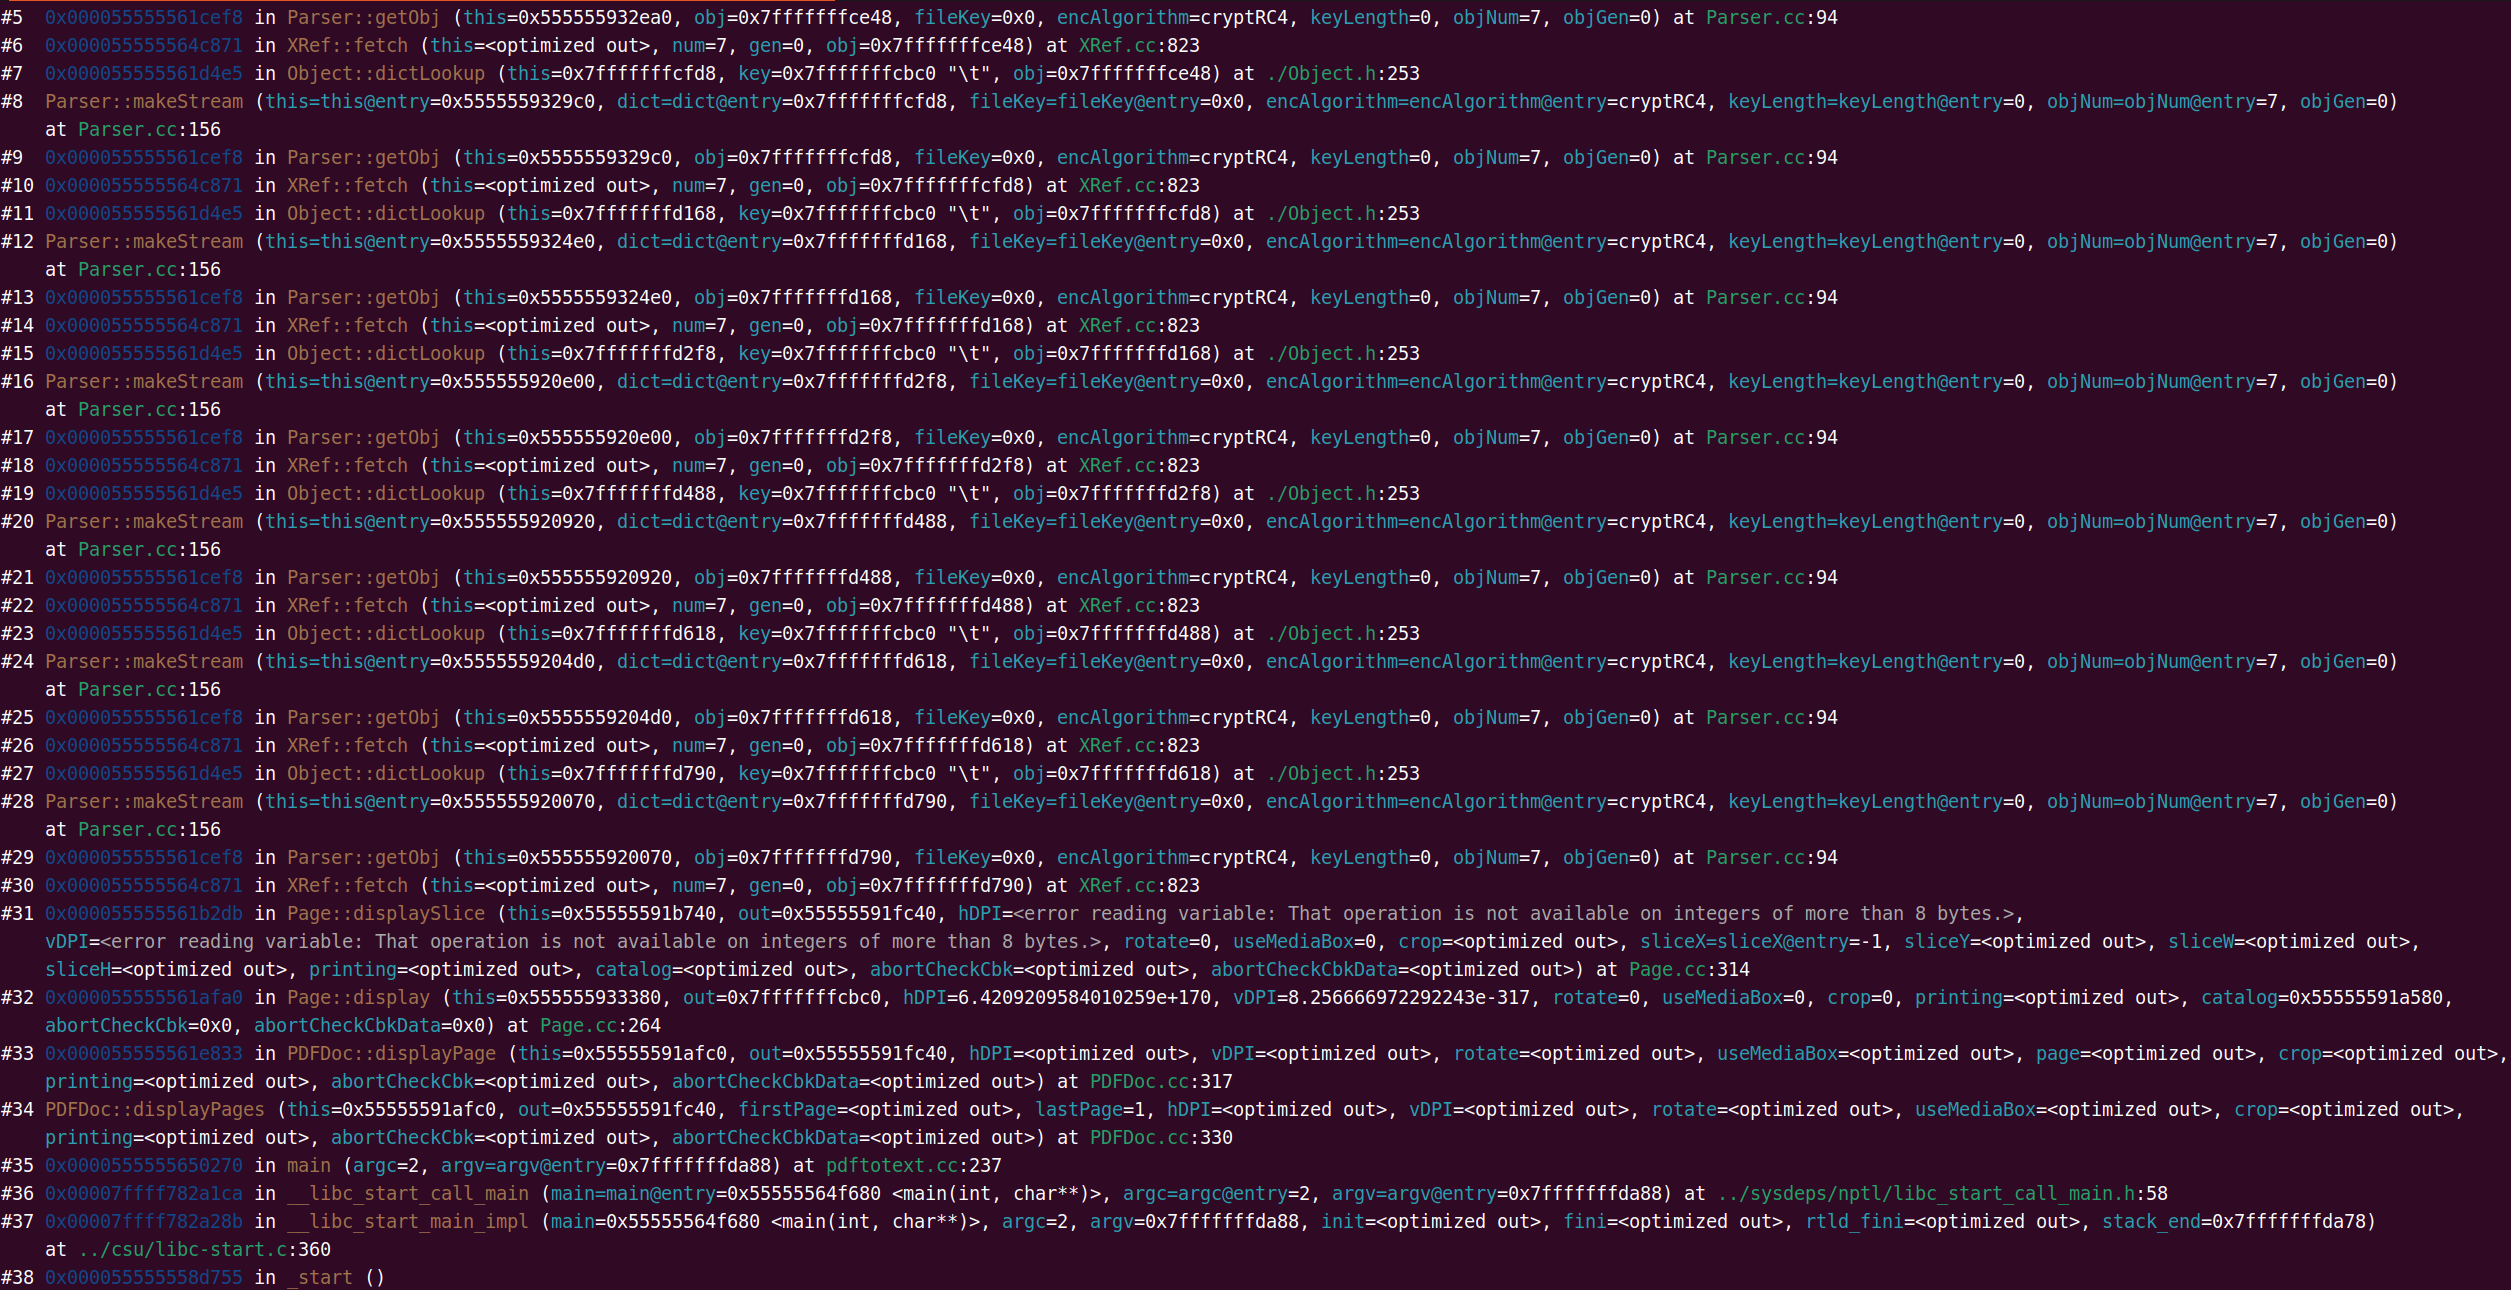 #5  0x000055555561cef8 in Parser::getObj (this=0x555555932ea0, obj=0x7fffffffce48, fileKey=0x0, encAlgorithm=cryptRC4, keyLength=0, objNum=7, objGen=0) at Parser.cc:94
#6  0x000055555564c871 in XRef::fetch (this=<optimized out>, num=7, gen=0, obj=0x7fffffffce48) at XRef.cc:823
#7  0x000055555561d4e5 in Object::dictLookup (this=0x7fffffffcfd8, key=0x7fffffffcbc0 "\t", obj=0x7fffffffce48) at ./Object.h:253
#8  Parser::makeStream (this=this@entry=0x5555559329c0, dict=dict@entry=0x7fffffffcfd8, fileKey=fileKey@entry=0x0, encAlgorithm=encAlgorithm@entry=cryptRC4, keyLength=keyLength@entry=0, objNum=objNum@entry=7, objGen=0)
    at Parser.cc:156
#9  0x000055555561cef8 in Parser::getObj (this=0x5555559329c0, obj=0x7fffffffcfd8, fileKey=0x0, encAlgorithm=cryptRC4, keyLength=0, objNum=7, objGen=0) at Parser.cc:94
#10 0x000055555564c871 in XRef::fetch (this=<optimized out>, num=7, gen=0, obj=0x7fffffffcfd8) at XRef.cc:823
#11 0x000055555561d4e5 in Object::dictLookup (this=0x7fffffffd168, key=0x7fffffffcbc0 "\t", obj=0x7fffffffcfd8) at ./Object.h:253
#12 Parser::makeStream (this=this@entry=0x5555559324e0, dict=dict@entry=0x7fffffffd168, fileKey=fileKey@entry=0x0, encAlgorithm=encAlgorithm@entry=cryptRC4, keyLength=keyLength@entry=0, objNum=objNum@entry=7, objGen=0)
    at Parser.cc:156
#13 0x000055555561cef8 in Parser::getObj (this=0x5555559324e0, obj=0x7fffffffd168, fileKey=0x0, encAlgorithm=cryptRC4, keyLength=0, objNum=7, objGen=0) at Parser.cc:94
#14 0x000055555564c871 in XRef::fetch (this=<optimized out>, num=7, gen=0, obj=0x7fffffffd168) at XRef.cc:823
#15 0x000055555561d4e5 in Object::dictLookup (this=0x7fffffffd2f8, key=0x7fffffffcbc0 "\t", obj=0x7fffffffd168) at ./Object.h:253
#16 Parser::makeStream (this=this@entry=0x555555920e00, dict=dict@entry=0x7fffffffd2f8, fileKey=fileKey@entry=0x0, encAlgorithm=encAlgorithm@entry=cryptRC4, keyLength=keyLength@entry=0, objNum=objNum@entry=7, objGen=0)
    at Parser.cc:156
#17 0x000055555561cef8 in Parser::getObj (this=0x555555920e00, obj=0x7fffffffd2f8, fileKey=0x0, encAlgorithm=cryptRC4, keyLength=0, objNum=7, objGen=0) at Parser.cc:94
#18 0x000055555564c871 in XRef::fetch (this=<optimized out>, num=7, gen=0, obj=0x7fffffffd2f8) at XRef.cc:823
#19 0x000055555561d4e5 in Object::dictLookup (this=0x7fffffffd488, key=0x7fffffffcbc0 "\t", obj=0x7fffffffd2f8) at ./Object.h:253
#20 Parser::makeStream (this=this@entry=0x555555920920, dict=dict@entry=0x7fffffffd488, fileKey=fileKey@entry=0x0, encAlgorithm=encAlgorithm@entry=cryptRC4, keyLength=keyLength@entry=0, objNum=objNum@entry=7, objGen=0)
    at Parser.cc:156
#21 0x000055555561cef8 in Parser::getObj (this=0x555555920920, obj=0x7fffffffd488, fileKey=0x0, encAlgorithm=cryptRC4, keyLength=0, objNum=7, objGen=0) at Parser.cc:94
#22 0x000055555564c871 in XRef::fetch (this=<optimized out>, num=7, gen=0, obj=0x7fffffffd488) at XRef.cc:823
#23 0x000055555561d4e5 in Object::dictLookup (this=0x7fffffffd618, key=0x7fffffffcbc0 "\t", obj=0x7fffffffd488) at ./Object.h:253
#24 Parser::makeStream (this=this@entry=0x5555559204d0, dict=dict@entry=0x7fffffffd618, fileKey=fileKey@entry=0x0, encAlgorithm=encAlgorithm@entry=cryptRC4, keyLength=keyLength@entry=0, objNum=objNum@entry=7, objGen=0)
    at Parser.cc:156
#25 0x000055555561cef8 in Parser::getObj (this=0x5555559204d0, obj=0x7fffffffd618, fileKey=0x0, encAlgorithm=cryptRC4, keyLength=0, objNum=7, objGen=0) at Parser.cc:94
#26 0x000055555564c871 in XRef::fetch (this=<optimized out>, num=7, gen=0, obj=0x7fffffffd618) at XRef.cc:823
#27 0x000055555561d4e5 in Object::dictLookup (this=0x7fffffffd790, key=0x7fffffffcbc0 "\t", obj=0x7fffffffd618) at ./Object.h:253
#28 Parser::makeStream (this=this@entry=0x555555920070, dict=dict@entry=0x7fffffffd790, fileKey=fileKey@entry=0x0, encAlgorithm=encAlgorithm@entry=cryptRC4, keyLength=keyLength@entry=0, objNum=objNum@entry=7, objGen=0)
    at Parser.cc:156
#29 0x000055555561cef8 in Parser::getObj (this=0x555555920070, obj=0x7fffffffd790, fileKey=0x0, encAlgorithm=cryptRC4, keyLength=0, objNum=7, objGen=0) at Parser.cc:94
#30 0x000055555564c871 in XRef::fetch (this=<optimized out>, num=7, gen=0, obj=0x7fffffffd790) at XRef.cc:823
#31 0x000055555561b2db in Page::displaySlice (this=0x55555591b740, out=0x55555591fc40, hDPI=<error reading variable: That operation is not available on integers of more than 8 bytes.>,
    vDPI=<error reading variable: That operation is not available on integers of more than 8 bytes.>, rotate=0, useMediaBox=0, crop=<optimized out>, sliceX=sliceX@entry=-1, sliceY=<optimized out>, sliceW=<optimized out>,
    sliceH=<optimized out>, printing=<optimized out>, catalog=<optimized out>, abortCheckCbk=<optimized out>, abortCheckCbkData=<optimized out>) at Page.cc:314
#32 0x000055555561afa0 in Page::display (this=0x555555933380, out=0x7fffffffcbc0, hDPI=6.4209209584010259e+170, vDPI=8.256666972292243e-317, rotate=0, useMediaBox=0, crop=0, printing=<optimized out>, catalog=0x55555591a580,
    abortCheckCbk=0x0, abortCheckCbkData=0x0) at Page.cc:264
#33 0x000055555561e833 in PDFDoc::displayPage (this=0x55555591afc0, out=0x55555591fc40, hDPI=<optimized out>, vDPI=<optimized out>, rotate=<optimized out>, useMediaBox=<optimized out>, page=<optimized out>, crop=<optimized out>,
    printing=<optimized out>, abortCheckCbk=<optimized out>, abortCheckCbkData=<optimized out>) at PDFDoc.cc:317
#34 PDFDoc::displayPages (this=0x55555591afc0, out=0x55555591fc40, firstPage=<optimized out>, lastPage=1, hDPI=<optimized out>, vDPI=<optimized out>, rotate=<optimized out>, useMediaBox=<optimized out>, crop=<optimized out>,
    printing=<optimized out>, abortCheckCbk=<optimized out>, abortCheckCbkData=<optimized out>) at PDFDoc.cc:330
#35 0x0000555555650270 in main (argc=2, argv=argv@entry=0x7fffffffda88) at pdftotext.cc:237
#36 0x00007ffff782a1ca in __libc_start_call_main (main=main@entry=0x55555564f680 <main(int, char**)>, argc=argc@entry=2, argv=argv@entry=0x7fffffffda88) at ../sysdeps/nptl/libc_start_call_main.h:58
#37 0x00007ffff782a28b in __libc_start_main_impl (main=0x55555564f680 <main(int, char**)>, argc=2, argv=0x7fffffffda88, init=<optimized out>, fini=<optimized out>, rtld_fini=<optimized out>, stack_end=0x7fffffffda78)
    at ../csu/libc-start.c:360
#38 0x000055555558d755 in _start ()